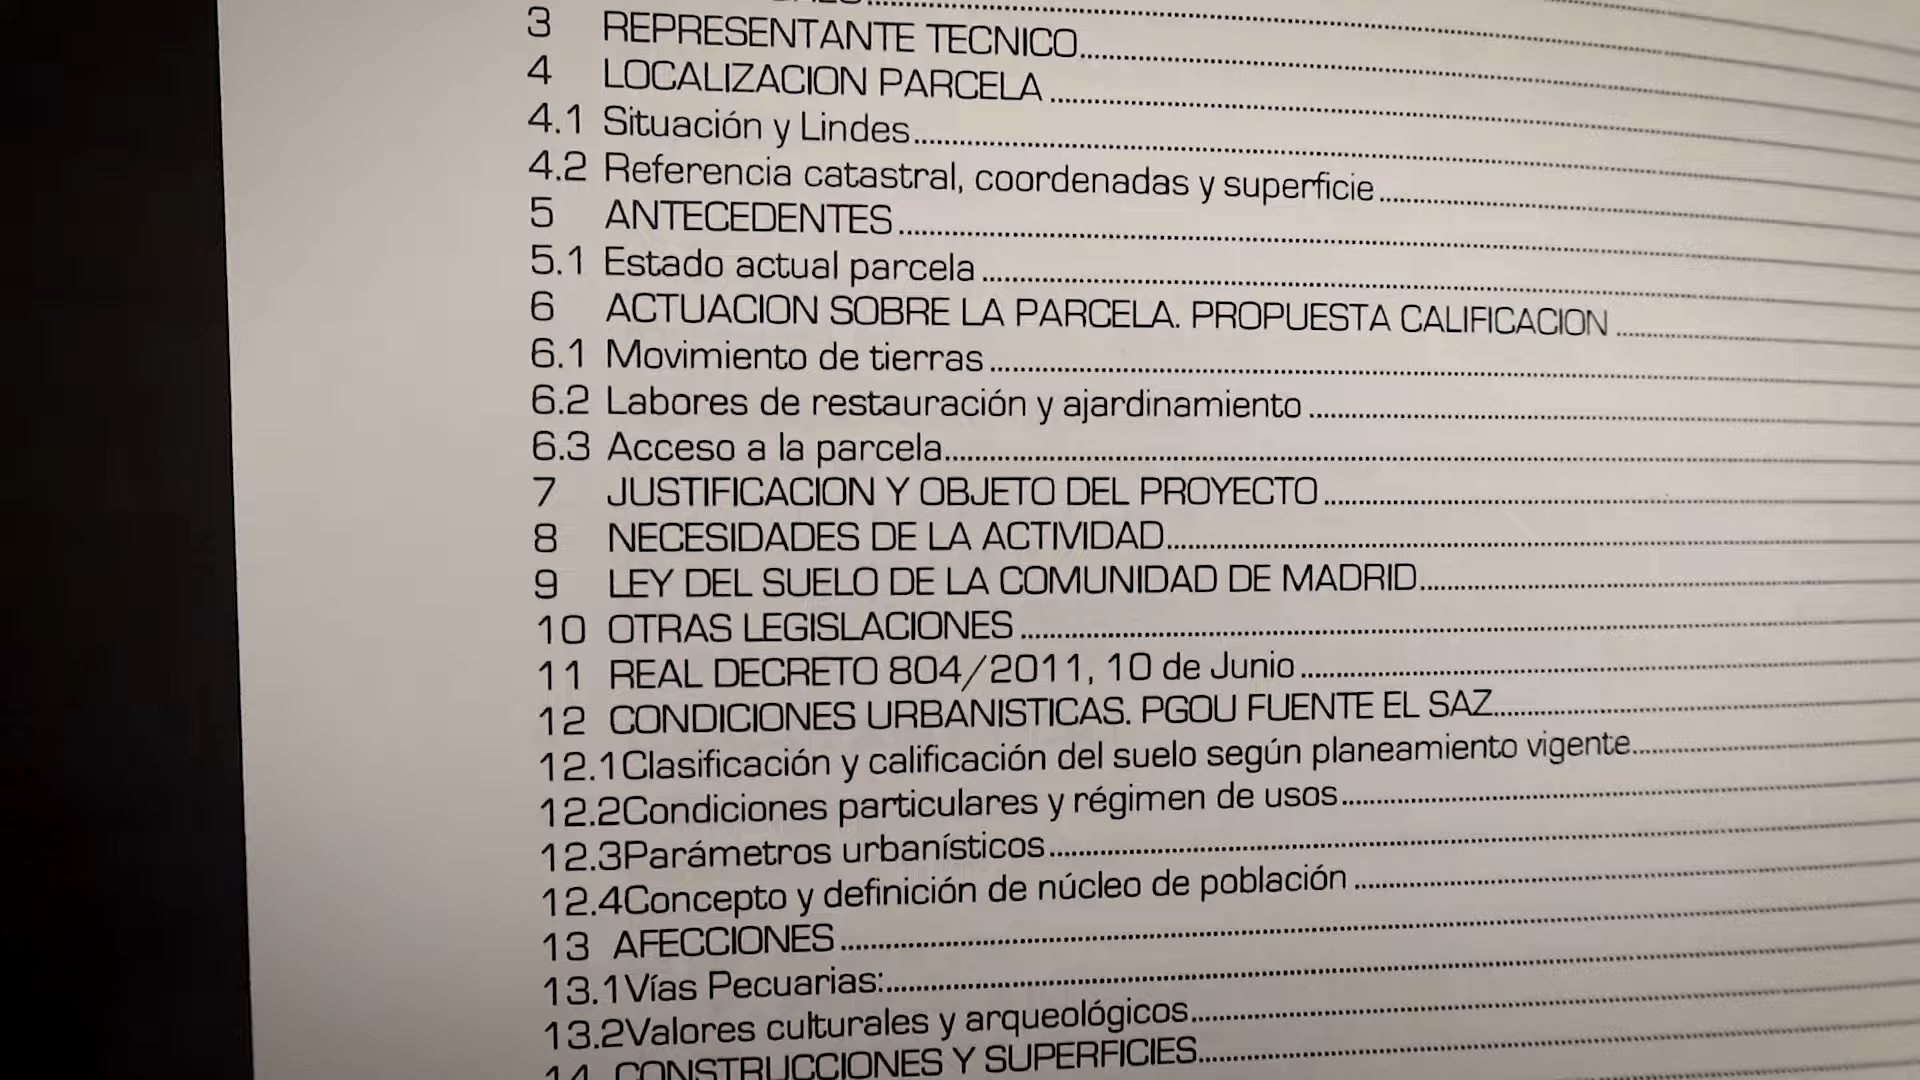 3 REPRESENTANTE TECNICO
4 LOCALIZACION PARCELA
4.1 Situación y Lindes
4.2 Referencia catastral, coordenadas y superficie
5 ANTECEDENTES
5.1 Estado actual parcela
6 ACTUACION SOBRE LA PARCELA. PROPUESTA CALIFICACION
6.1 Movimiento de tierras
6.2 Labores de restauración y ajardinamiento
6.3 Acceso a la parcela
7 JUSTIFICACION Y OBJETO DEL PROYECTO
8 NECESIDADES DE LA ACTIVIDAD
9 LEY DEL SUELO DE LA COMUNIDAD DE MADRID
10 OTRAS LEGISLACIONES
11 REAL DECRETO 804/2011, 10 de Junio
12 CONDICIONES URBANISTICAS. PGOU FUENTE EL SAZ
12.1Clasificación y calificación del suelo según planeamiento vigente
12.2Condiciones particulares y régimen de usos
12.3Parámetros urbanísticos
12.4Concepto y definición de núcleo de población
13 AFECCIONES
13.1Vías Pecuarias:
13.2Valores culturales y arqueológicos
14 CONSTRUCCIONES Y SUPERFICIES